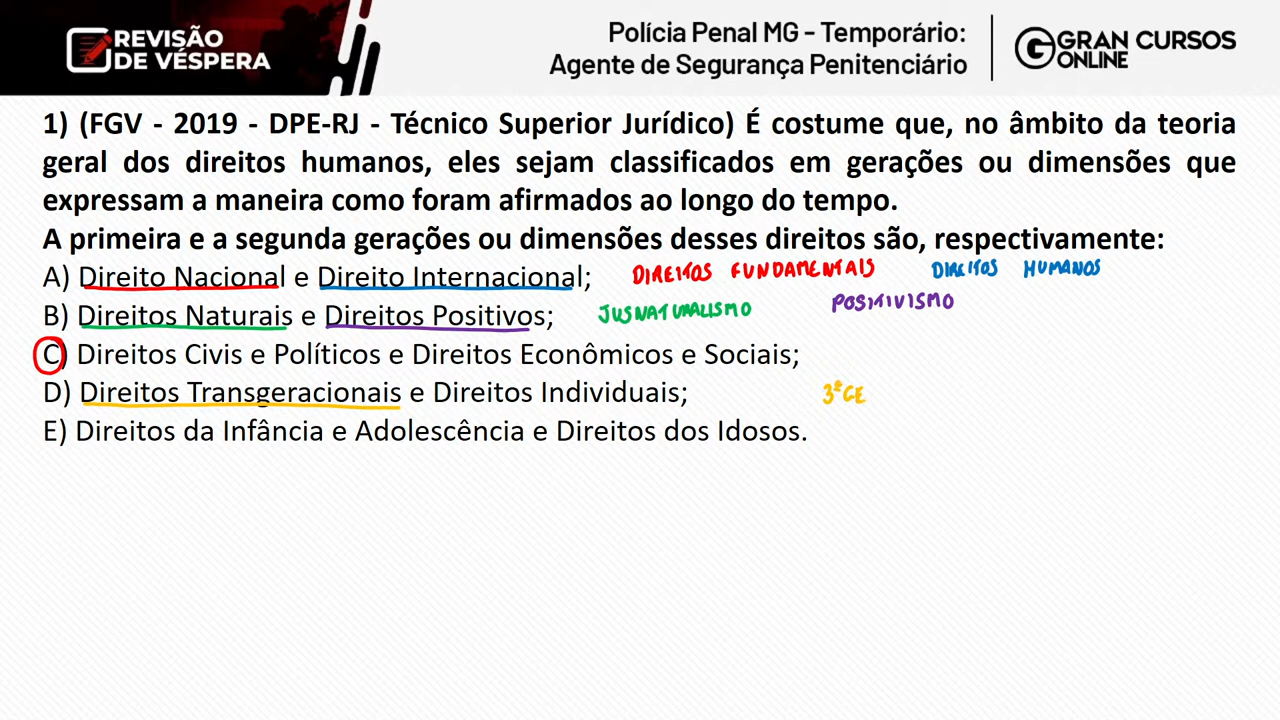 REVISÃO
DE VÉSPERA
Polícia Penal MG - Temporário:
Agente de Segurança Penitenciário
GRAN CURSOS
ONLINE
1) (FGV - 2019 - DPE-RJ - Técnico Superior Jurídico) É costume que, no âmbito da teoria
geral dos direitos humanos, eles sejam classificados em gerações ou dimensões que
expressam a maneira como foram afirmados ao longo do tempo.
A primeira e a segunda gerações ou dimensões desses direitos são, respectivamente:
A) Direito Nacional e Direito Internacional; DIREITOS FUNDAMENTAIS DIREITOS HUMANOS
B) Direitos Naturais e Direitos Positivos; JUSNATURALISMO POSITIVISMO
C) Direitos Civis e Políticos e Direitos Econômicos e Sociais;
D) Direitos Transgeracionais e Direitos Individuais; 3ª GE
E) Direitos da Infância e Adolescência e Direitos dos Idosos.